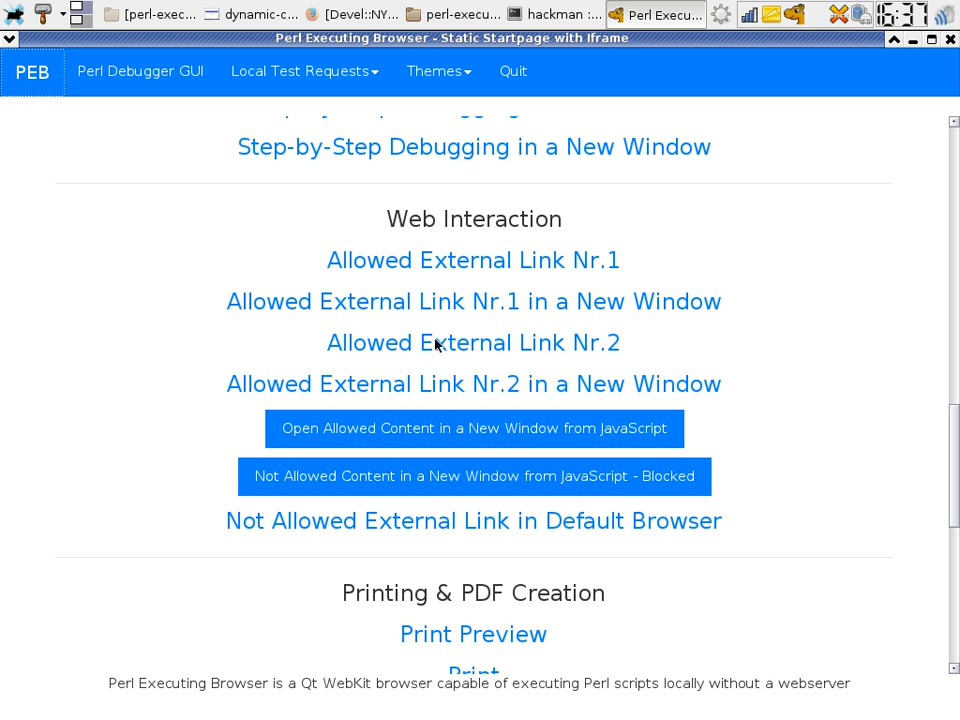 [perl-exec...
dynamic-c...
[Devel::NY...
perl-execu...
hackman :...
Perl Execu...
16:37
Perl Executing Browser - Static Startpage with Iframe
PEB
Perl Debugger GUI
Local Test Requests
Themes
Quit
Step-by-Step Debugging in a New Window
Web Interaction
Allowed External Link Nr.1
Allowed External Link Nr.1 in a New Window
Allowed External Link Nr.2
Allowed External Link Nr.2 in a New Window
Open Allowed Content in a New Window from JavaScript
Not Allowed Content in a New Window from JavaScript - Blocked
Not Allowed External Link in Default Browser
Printing & PDF Creation
Print Preview
Print
Perl Executing Browser is a Qt WebKit browser capable of executing Perl scripts locally without a webserver